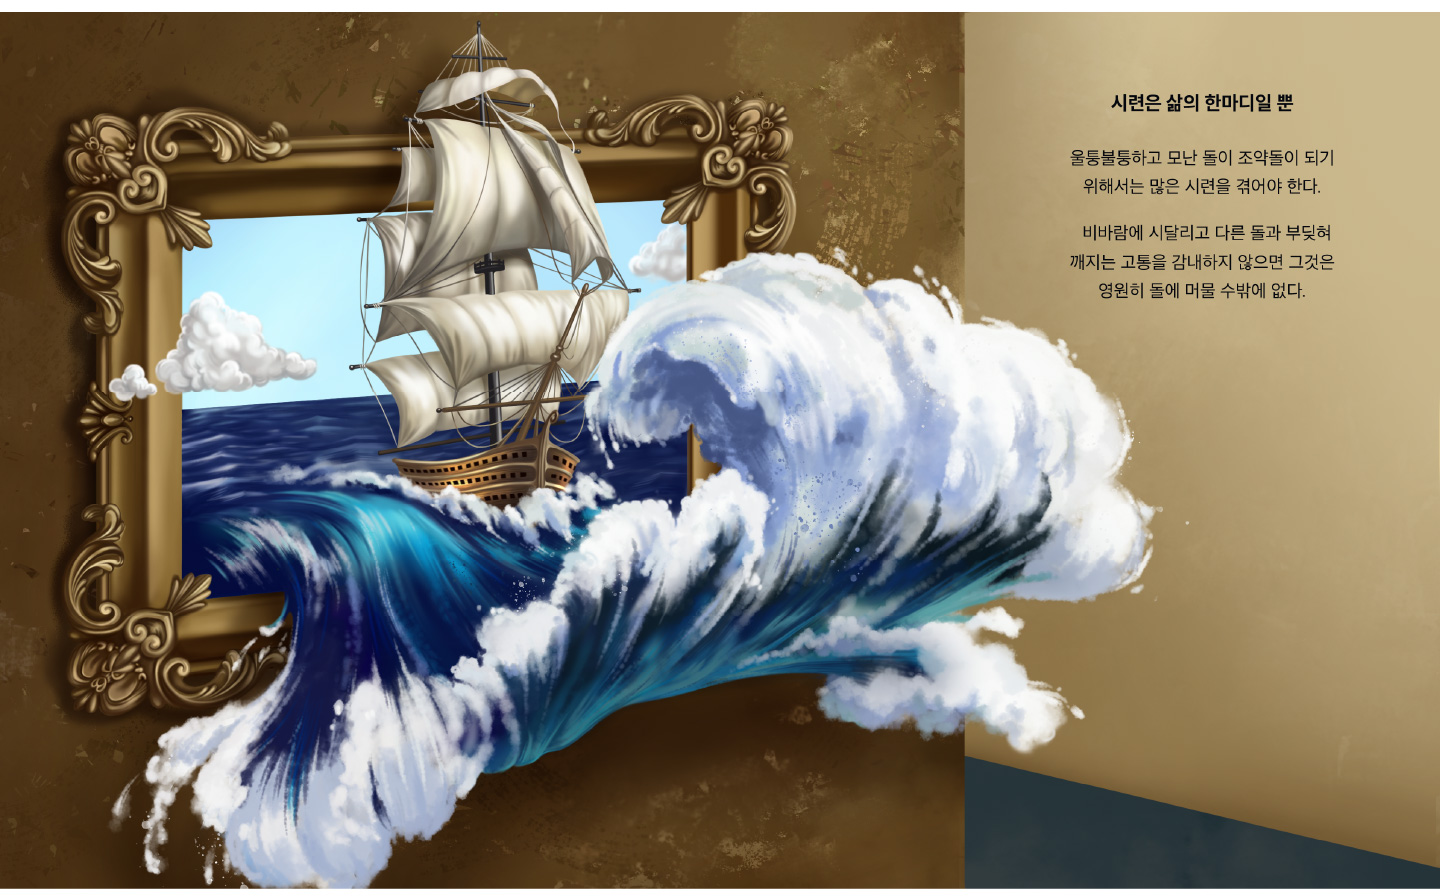 시련은 삶의 한마디일 뿐
울퉁불퉁하고 모난 돌이 조약돌이 되기
위해서는 많은 시련을 겪어야 한다.
비바람에 시달리고 다른 돌과 부딪혀
깨지는 고통을 감내하지 않으면 그것은
영원히 돌에 머물 수밖에 없다.